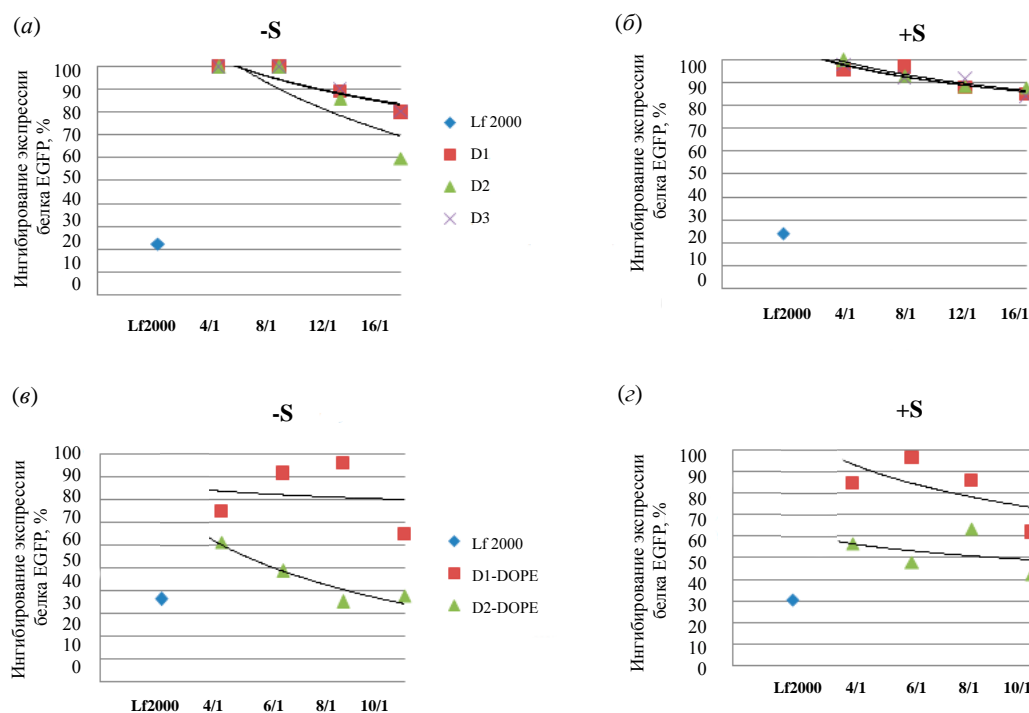 (а)
-S
Ингибирование экспрессии
белка EGFP, %
100
90
80
70
60
50
40
30
20
10
0
Lf2000 4/1 8/1 12/1 16/1
Lf 2000
D1
D2
D3
(б)
+S
Ингибирование экспрессии
белка EGFP, %
100
90
80
70
60
50
40
30
20
10
0
Lf2000 4/1 8/1 12/1 16/1
(в)
-S
Ингибирование экспрессии
белка EGFP, %
100
90
80
70
60
50
40
30
20
10
0
Lf2000 4/1 6/1 8/1 10/1
Lf 2000
D1-DOPE
D2-DOPE
(г)
+S
Ингибирование экспрессии
белка EGFP, %
100
90
80
70
60
50
40
30
20
10
0
Lf2000 4/1 6/1 8/1 10/1